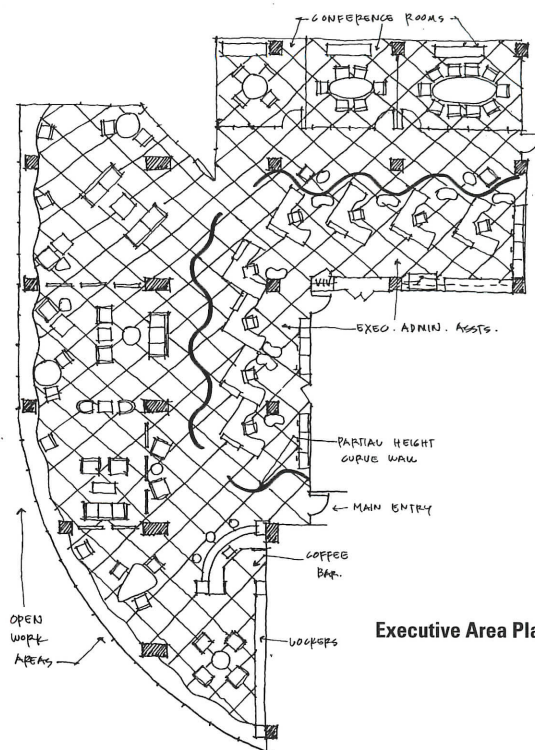 CONFERENCE ROOMS
EXEC. ADMIN. ASSTS.
PARTIAL HEIGHT
CURVE WALL
MAIN ENTRY
COFFEE
BAR.
OPEN
WORK
AREAS
LOCKERS
Executive Area Pla